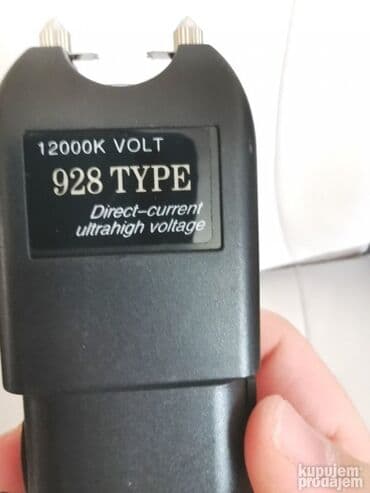 12000K VOLT
928 TYPE
Direct-current
ultrahigh voltage
kupujem
prodajem